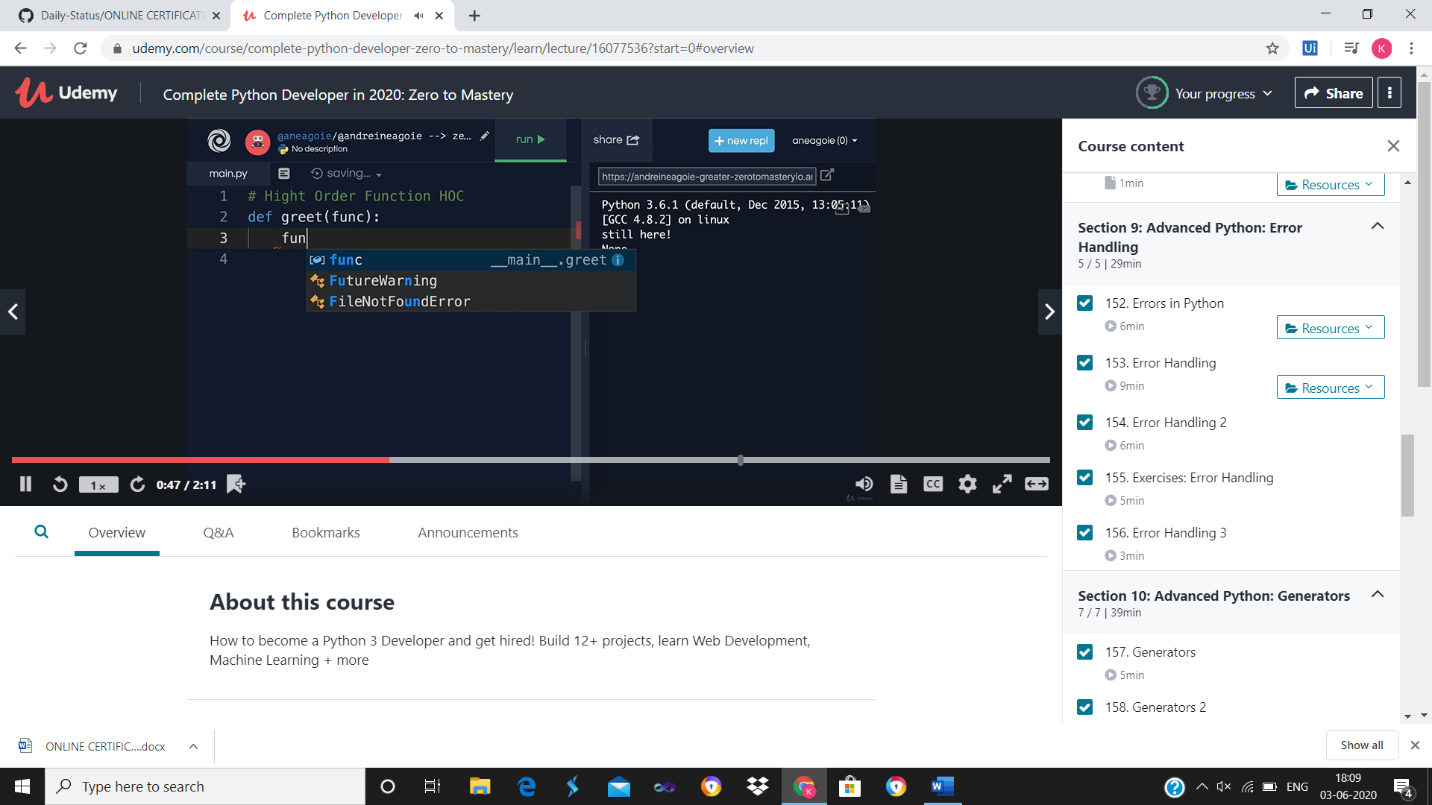 Daily-Status/ONLINE CERTIFICATI
Complete Python Developer
udemy.com/course/complete-python-developer-zero-to-mastery/learn/lecture/16077536?start=0#overview
Ui
K
Udemy
Complete Python Developer in 2020: Zero to Mastery
Your progress
Share
@aneagoie/@andreineagoie --> ze...
No description
run
share
+ new repl
aneagoie (0)
main.py
saving...
https://andreineagoie-greater-zerotomasteryio.
1 # Hight Order Function HOC
2 def greet(func):
3 fun
4
func __main__.greet
FutureWarning
FileNotFoundError
Python 3.6.1 (default, Dec 2015, 13:05:11)
[GCC 4.8.2] on linux
still here!
None
1x
0:47 / 2:11
CC
Udemy
Overview
Q&A
Bookmarks
Announcements
About this course
How to become a Python 3 Developer and get hired! Build 12+ projects, learn Web Development,
Machine Learning + more
Course content
1min
Resources
Section 9: Advanced Python: Error
Handling
5 / 5 | 29min
152. Errors in Python
6min
Resources
153. Error Handling
9min
Resources
154. Error Handling 2
6min
155. Exercises: Error Handling
5min
156. Error Handling 3
3min
Section 10: Advanced Python: Generators
7 / 7 | 39min
157. Generators
5min
158. Generators 2
ONLINE CERTIFIC....docx
Show all
Type here to search
ENG
18:09
03-06-2020
4